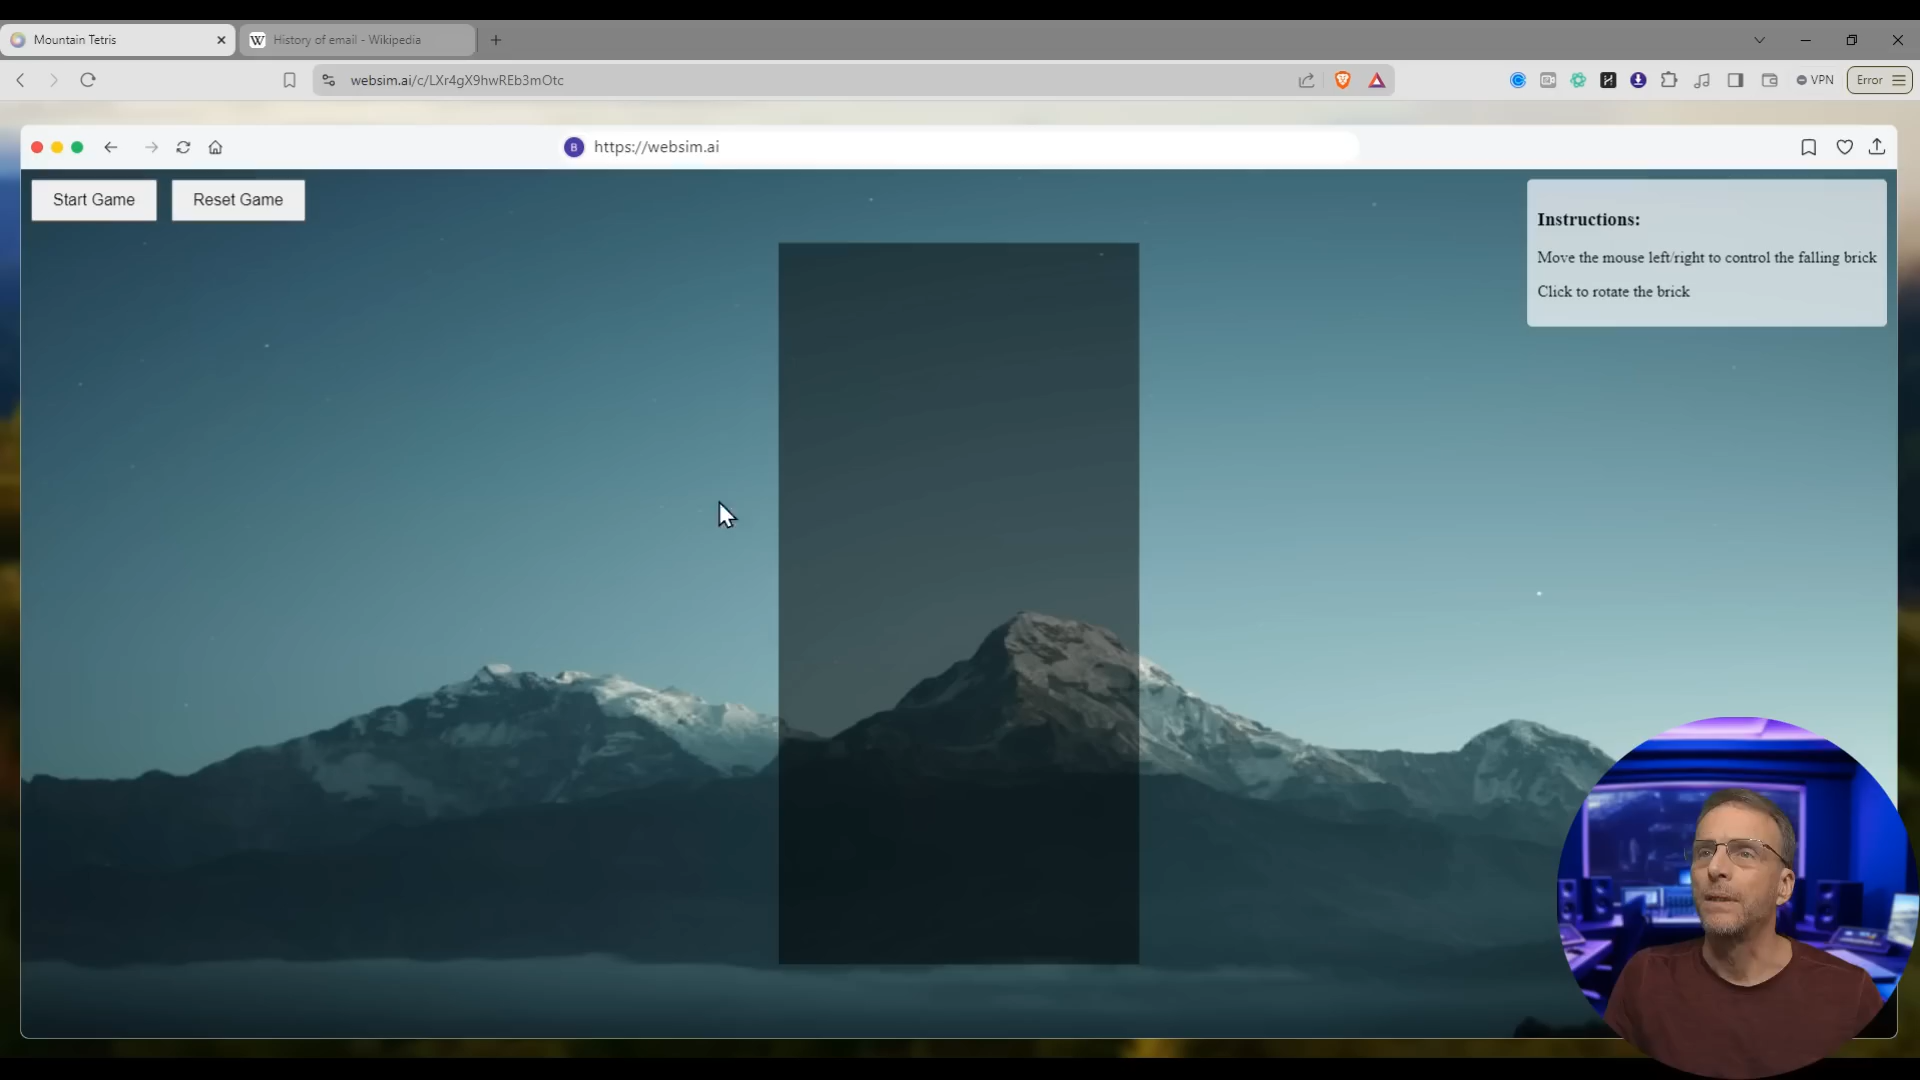 Mountain Tetris
W History of email - Wikipedia
websim.ai/c/LXr4gX9hwREb3mOtc
VPN
Error
B https://websim.ai
Start Game
Reset Game
Instructions:
Move the mouse left/right to control the falling brick
Click to rotate the brick